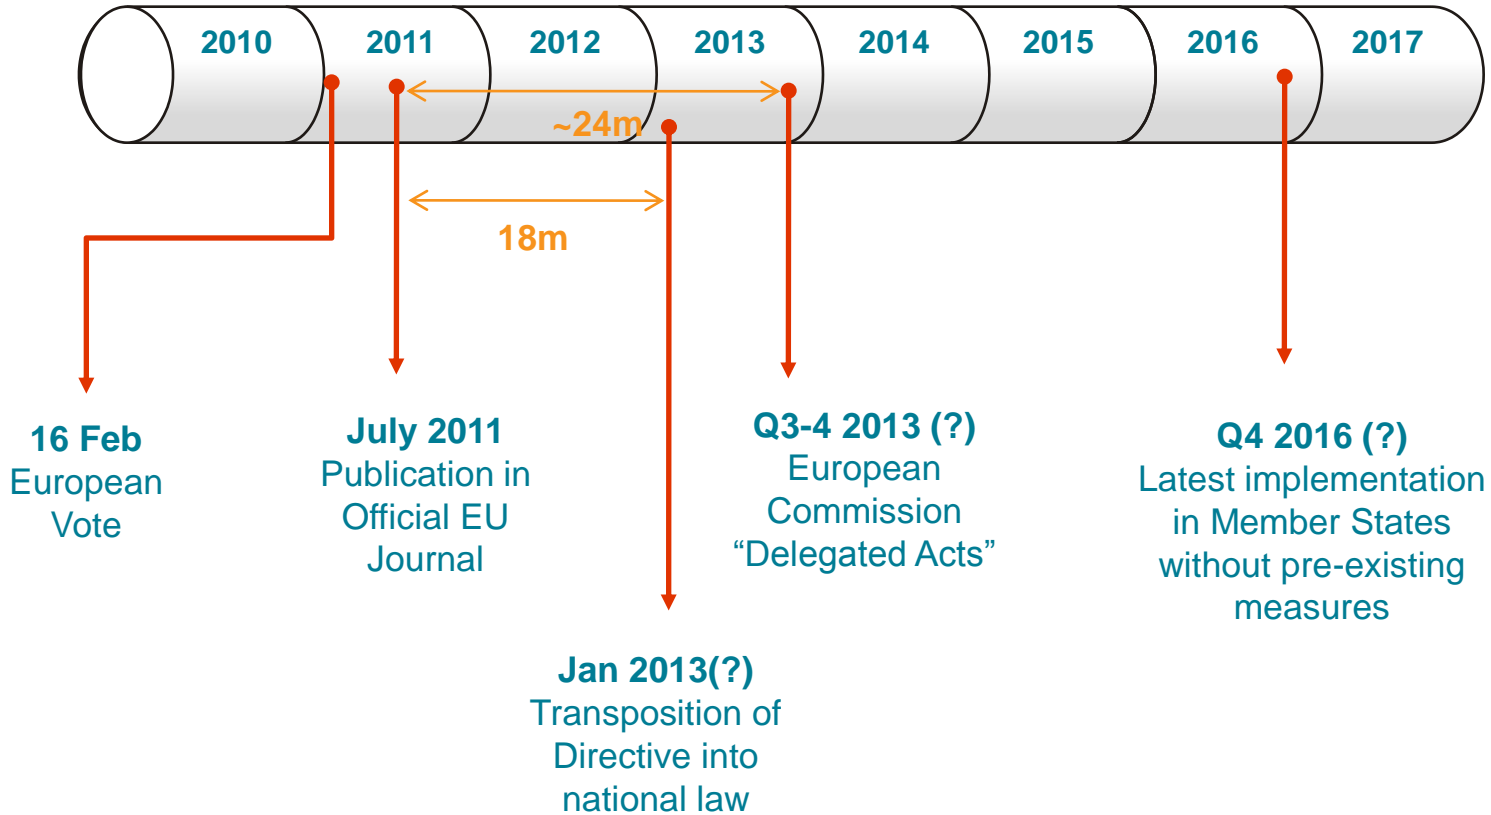 2010 2011 2012 2013 2014 2015 2016 2017
~24m
18m
16 Feb
European
Vote
July 2011
Publication in
Official EU
Journal
Q3-4 2013 (?)
European
Commission
“Delegated Acts”
Q4 2016 (?)
Latest implementation
in Member States
without pre-existing
measures
Jan 2013(?)
Transposition of
Directive into
national law